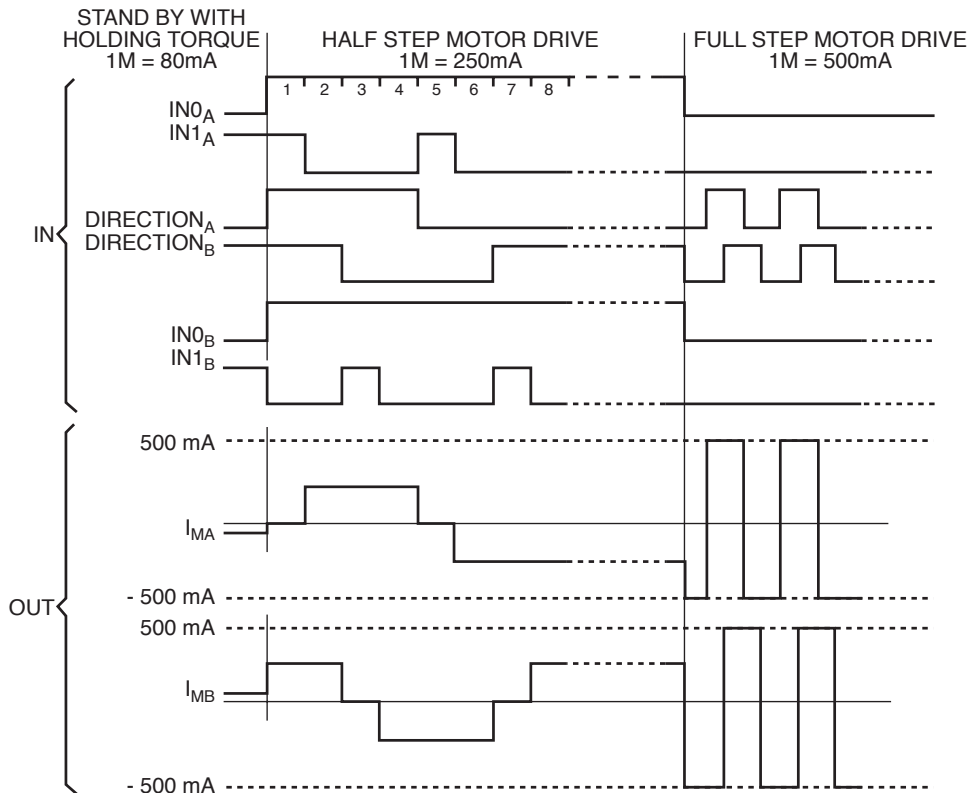 STAND BY WITH
HOLDING TORQUE
1M = 80mA
HALF STEP MOTOR DRIVE
1M = 250mA
FULL STEP MOTOR DRIVE
1M = 500mA
1 2 3 4 5 6 7 8
IN0A
IN1A
DIRECTIONA
DIRECTIONB
IN
IN0B
IN1B
500 mA
IMA
- 500 mA
OUT
500 mA
IMB
- 500 mA